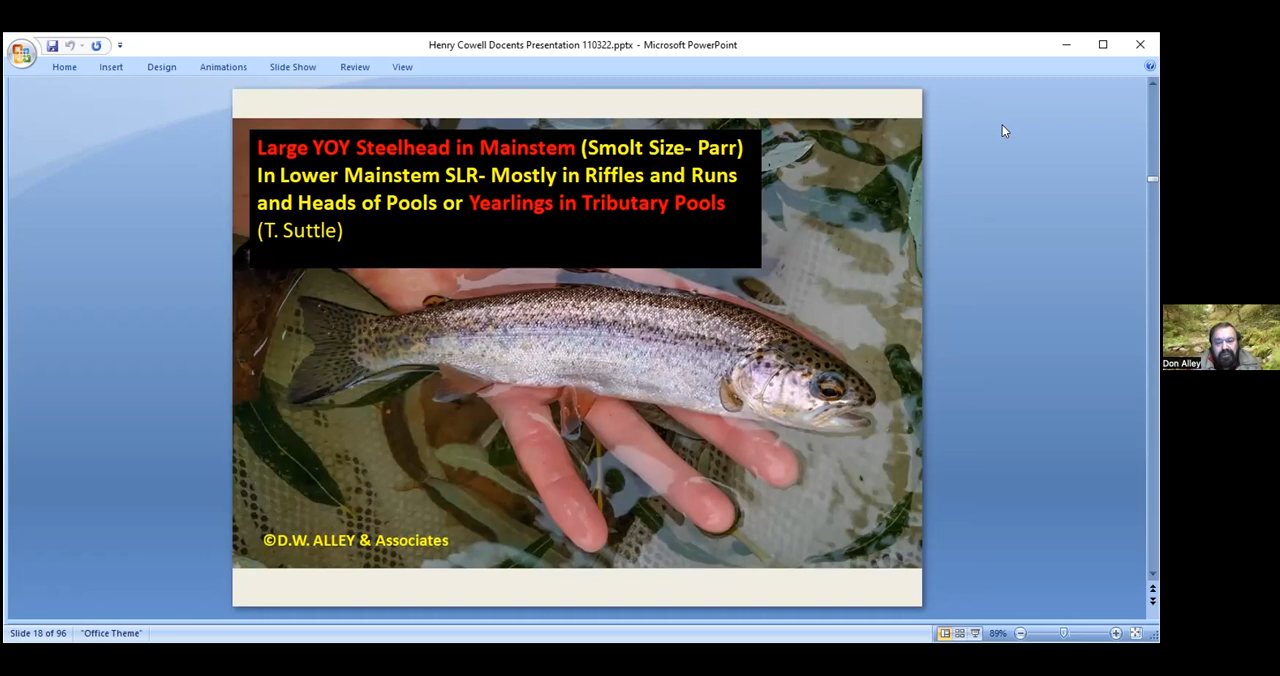 Henry Cowell Docents Presentation 110322.pptx - Microsoft PowerPoint
Home Insert Design Animations Slide Show Review View
Large YOY Steelhead in Mainstem (Smolt Size- Parr)
In Lower Mainstem SLR- Mostly in Riffles and Runs
and Heads of Pools or Yearlings in Tributary Pools
(T. Suttle)
Don Alley
©D.W. ALLEY & Associates
Slide 18 of 96 "Office Theme" 89%